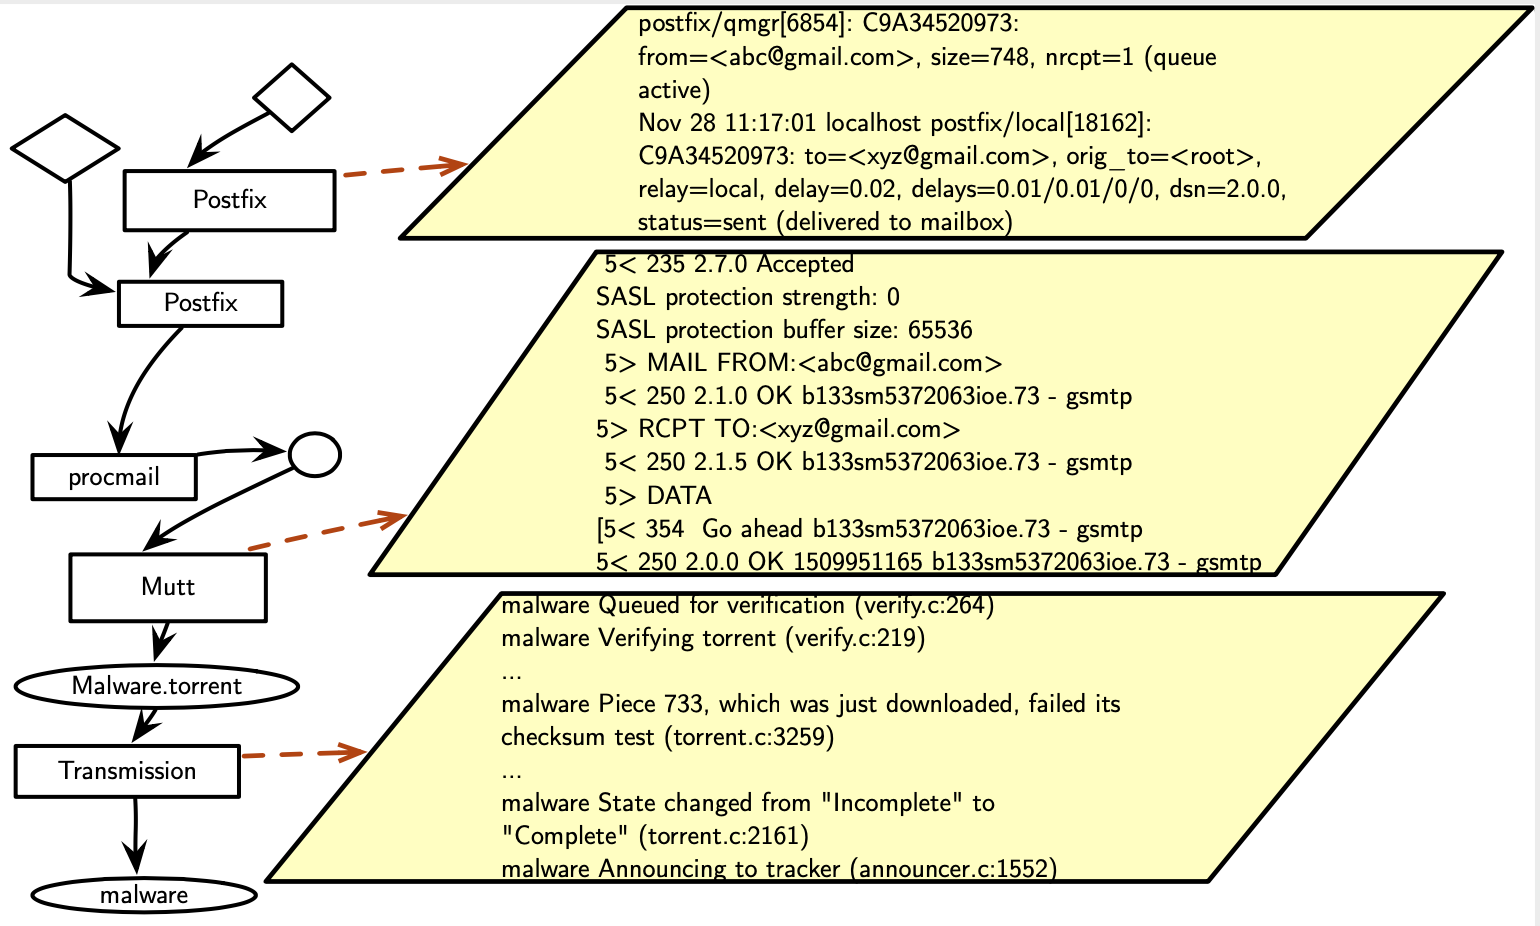 postfix/qmgr[6854]: C9A34520973:
from=<abc@gmail.com>, size=748, nrcpt=1 (queue
active)
Nov 28 11:17:01 localhost postfix/local[18162]:
C9A34520973: to=<xyz@gmail.com>, orig_to=<root>,
relay=local, delay=0.02, delays=0.01/0.01/0/0, dsn=2.0.0,
status=sent (delivered to mailbox)
Postfix
Postfix
5< 235 2.7.0 Accepted
SASL protection strength: 0
SASL protection buffer size: 65536
5> MAIL FROM:<abc@gmail.com>
5< 250 2.1.0 OK b133sm5372063ioe.73 - gsmtp
5> RCPT TO:<xyz@gmail.com>
5< 250 2.1.5 OK b133sm5372063ioe.73 - gsmtp
5> DATA
[5< 354  Go ahead b133sm5372063ioe.73 - gsmtp
5< 250 2.0.0 OK 1509951165 b133sm5372063ioe.73 - gsmtp
procmail
Mutt
Malware.torrent
Transmission
malware
malware Queued for verification (verify.c:264)
malware Verifying torrent (verify.c:219)
...
malware Piece 733, which was just downloaded, failed its
checksum test (torrent.c:3259)
...
malware State changed from "Incomplete" to
"Complete" (torrent.c:2161)
malware Announcing to tracker (announcer.c:1552)